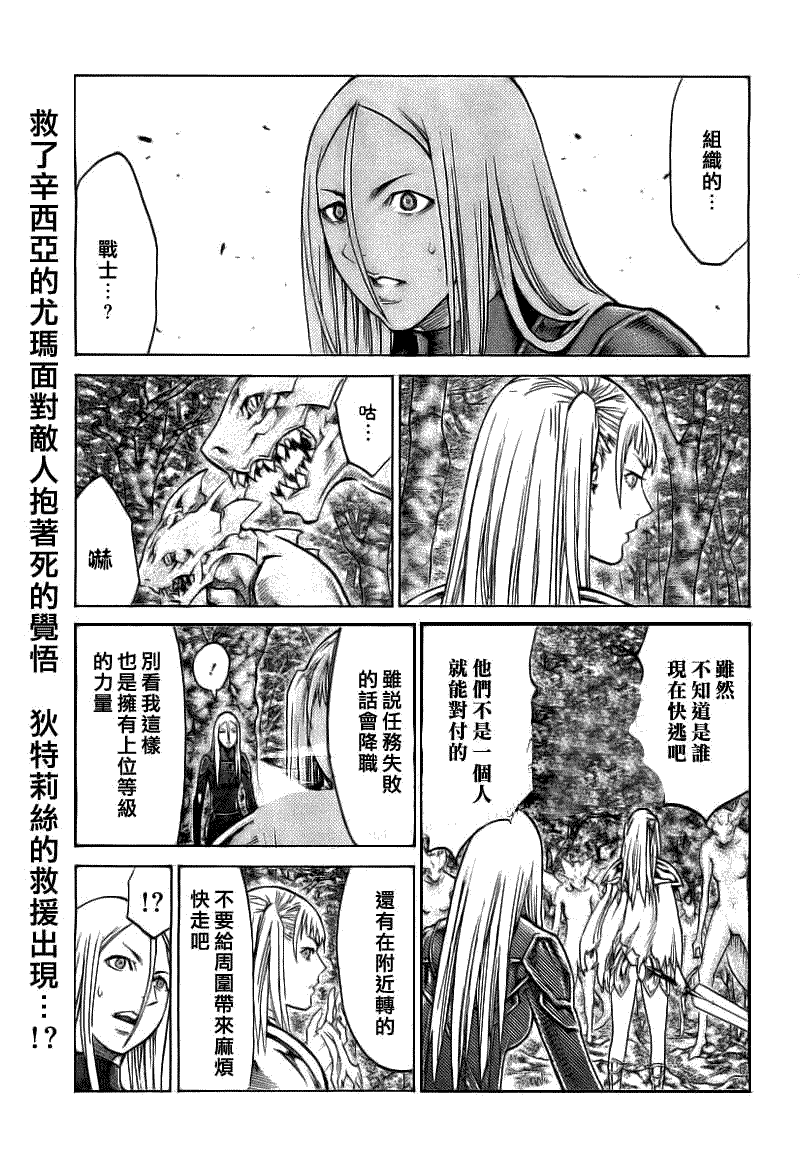 救了辛西亞的尤瑪面對敵人抱著死的覺悟　狄特莉絲的救援出現…!?
組織的…
戰士…?
咕…
嚇
雖然
不知道是誰
現在快逃吧
他們不是一個人
就能對付的
雖説任務失敗
的話會降職
!
別看我這樣
也是擁有上位等級
的力量
還有在附近轉的
不要給周圍帶來麻煩
快走吧
!?